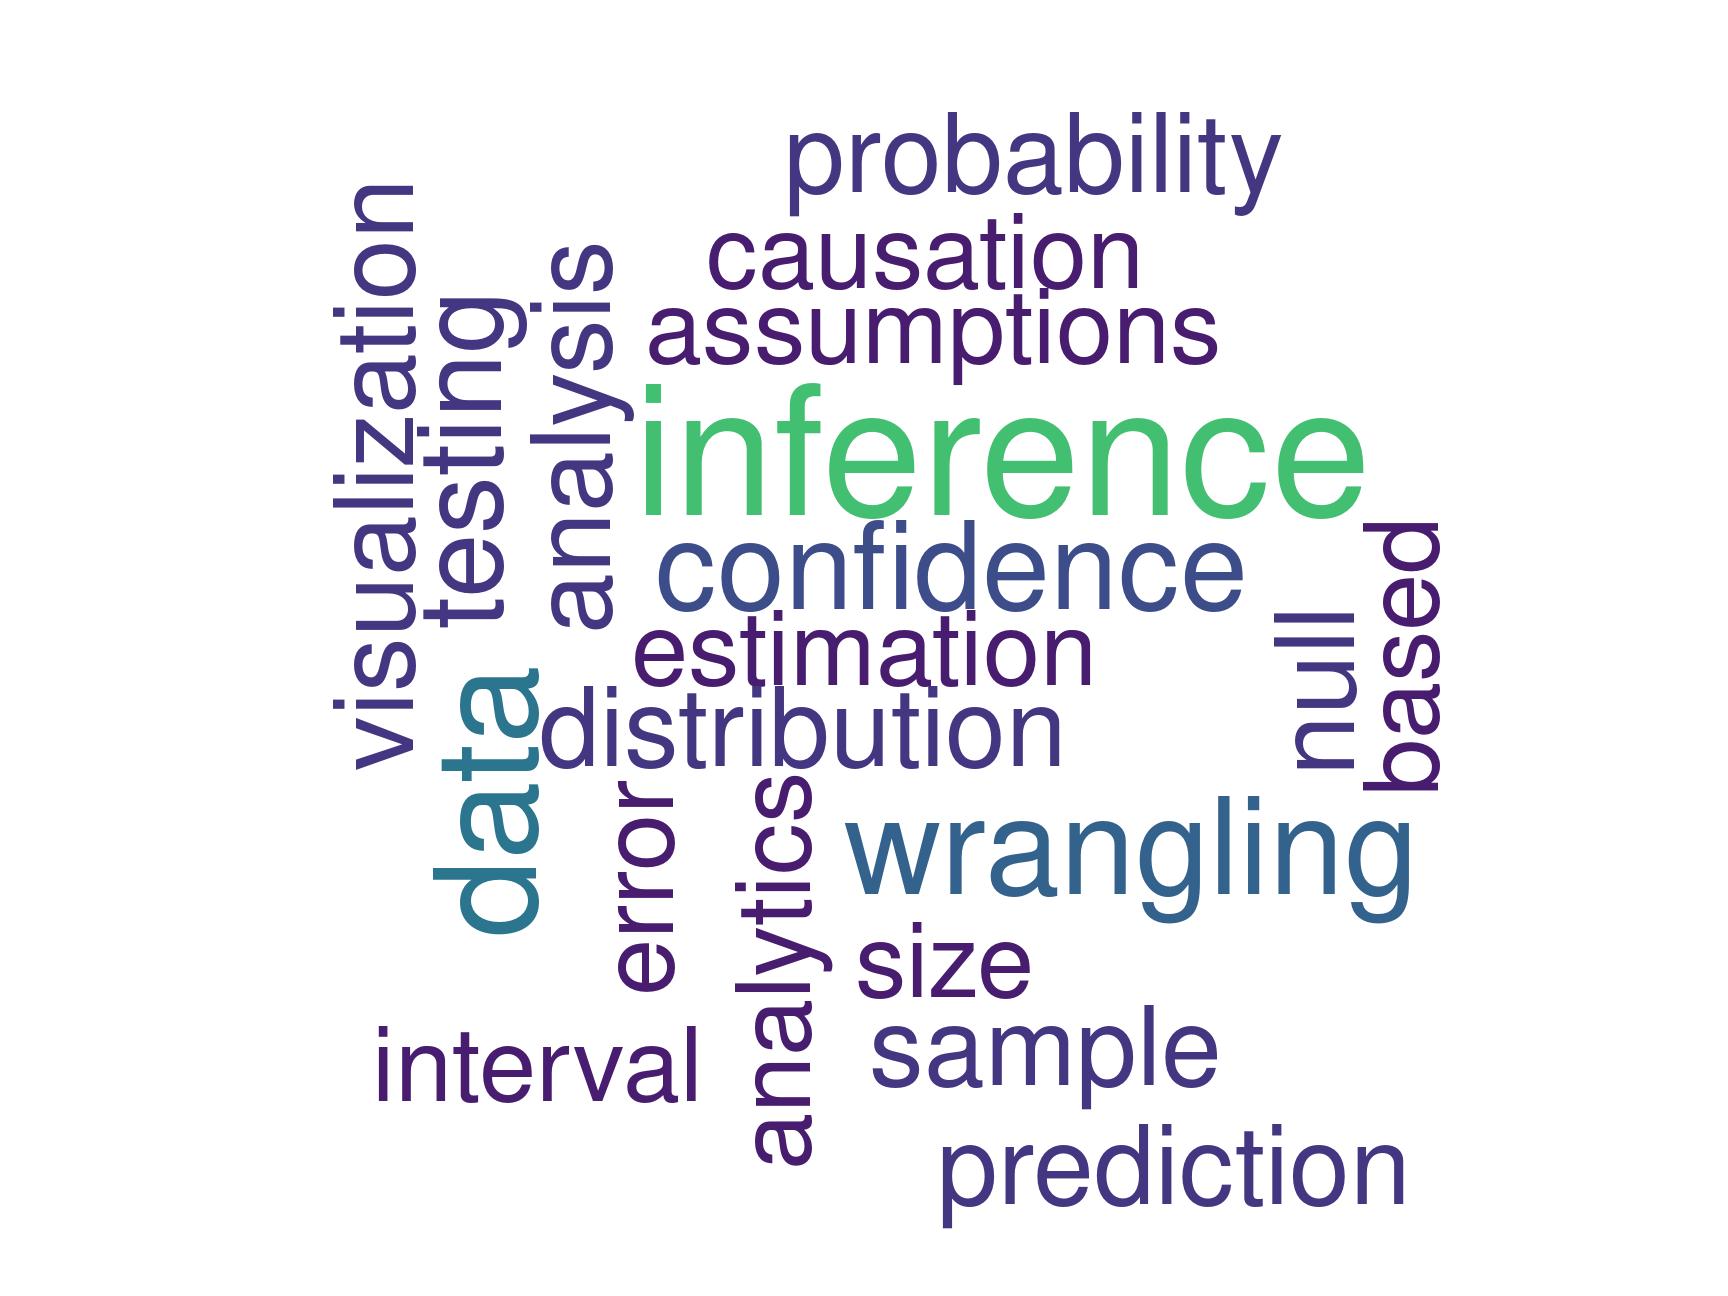 probability
causation
assumptions
visualization
testing
analysis
inference
confidence
estimation
distribution
null
based
data
error
analytics
wrangling
size
interval
sample
prediction